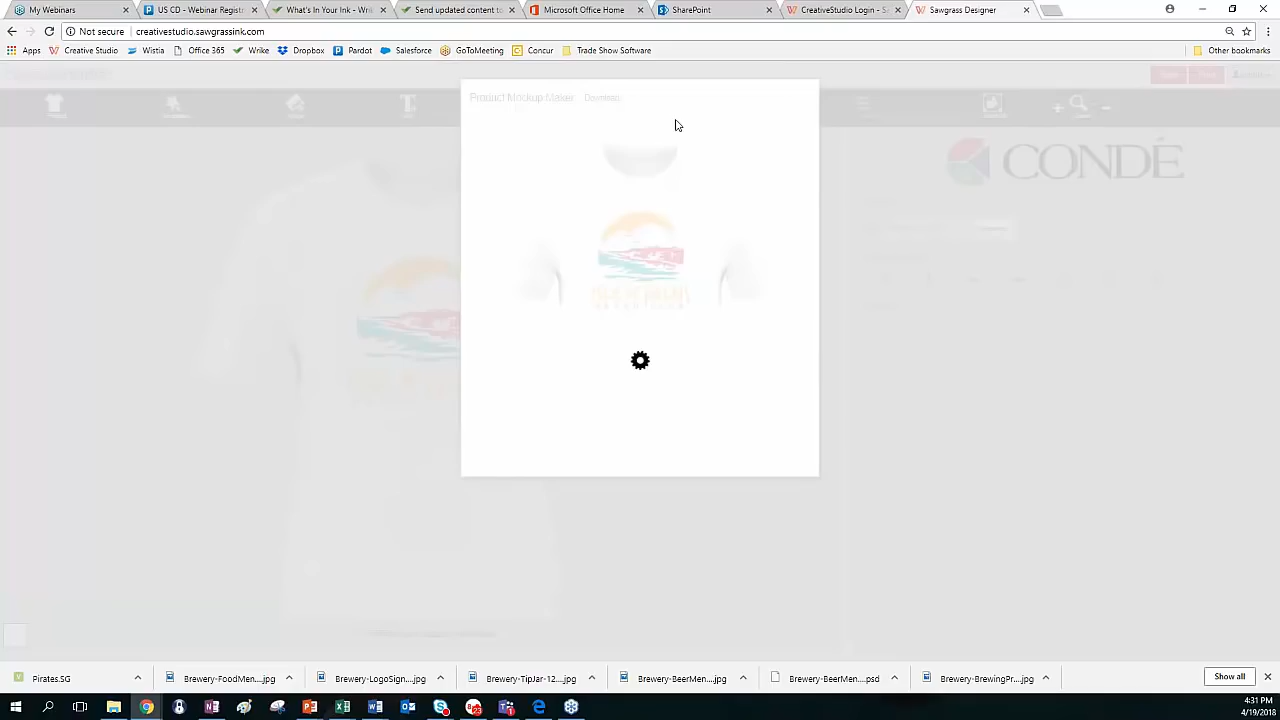 My Webinars
US CD - Webinar Registr
What's In Your Ink - Wri
Send updated content to
Microsoft Office Home
SharePoint
CreativeStudio Login - S
Sawgrass Designer
Not secure
creativestudio.sawgrassink.com
Apps
Creative Studio
Wistia
Office 365
Wrike
Dropbox
Pardot
Salesforce
GoToMeeting
Concur
Trade Show Software
Other bookmarks
Product Mockup Maker
Download
CONDÉ
Pirates.SG
Brewery-FoodMen....jpg
Brewery-LogoSign....jpg
Brewery-TipJar-12....jpg
Brewery-BeerMen....jpg
Brewery-BeerMen....psd
Brewery-BrewingPr....jpg
Show all
4:31 PM
4/19/2018